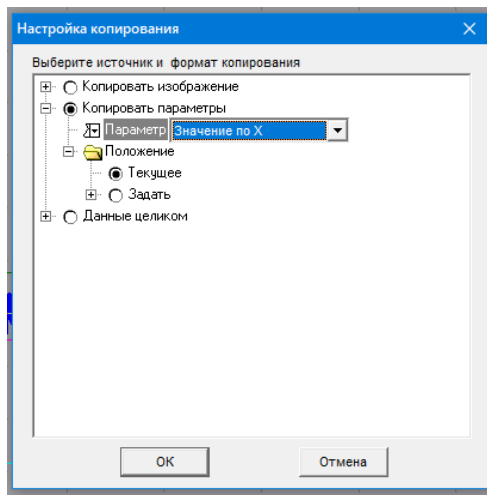 Настройка копирования
Выберите источник и формат копирования
Копировать изображение
Копировать параметры
Параметр Значение по X
Положение
Текущее
Задать
Данные целиком
OK Отмена